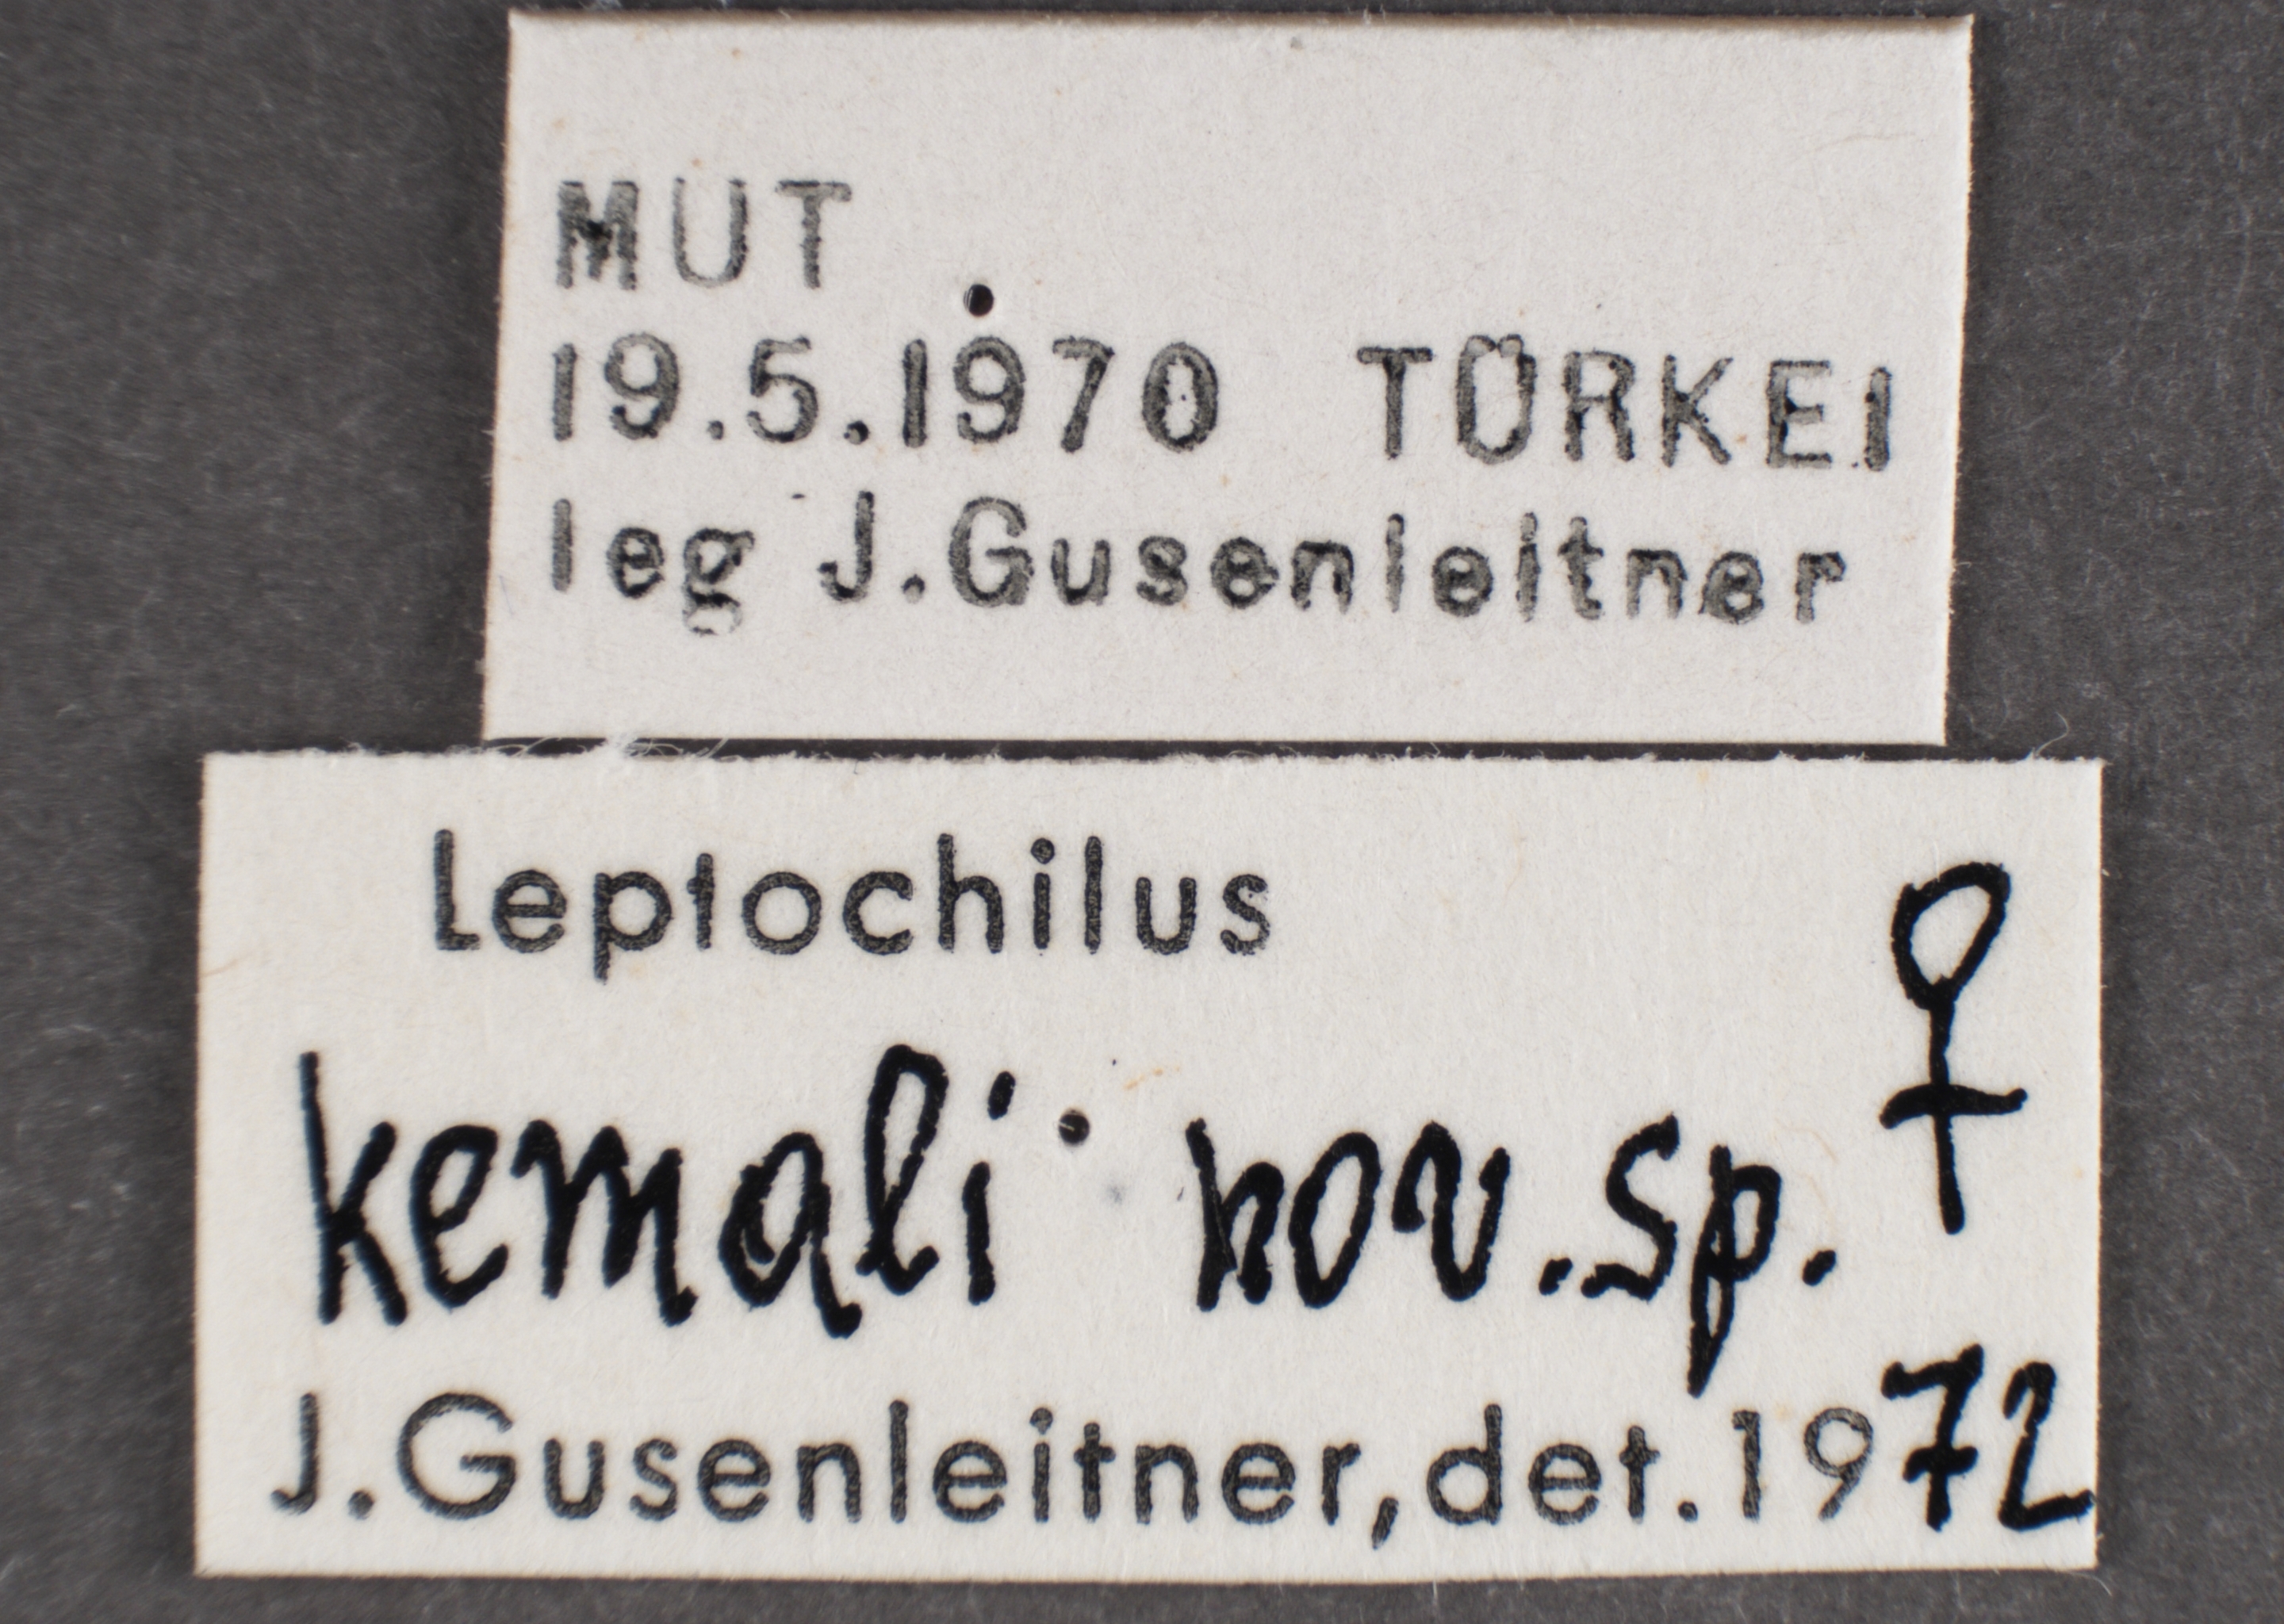 MUT
19.5.1970 TÜRKEI
leg J.Gusenleitner
Leptochilus
kemali nov.sp. ♀
J.Gusenleitner,det.1972